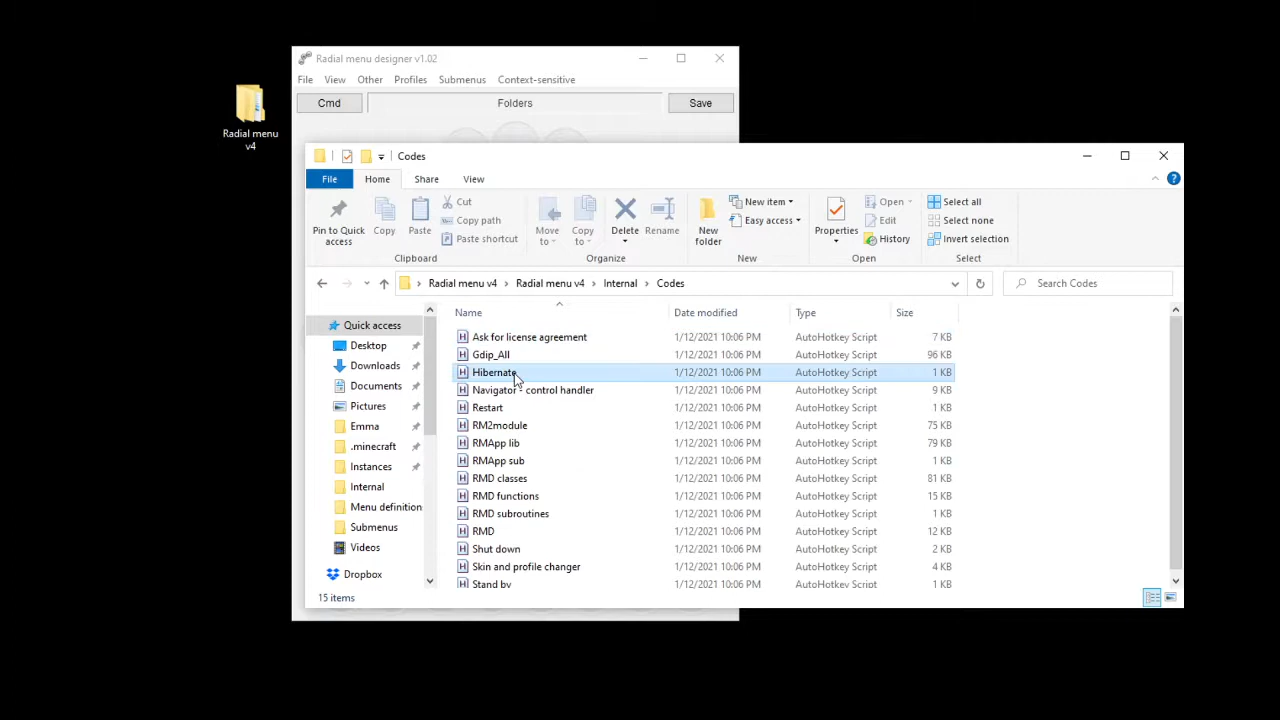 Radial menu v4
Radial menu designer v1.02
File View Other Profiles Submenus Context-sensitive
Cmd Folders Save
Codes
File Home Share View
Pin to Quick access
Copy
Paste
Cut
Copy path
Paste shortcut
Clipboard
Move to
Copy to
Delete
Rename
Organize
New folder
New item
Easy access
New
Properties
Open
Edit
History
Open
Select all
Select none
Invert selection
Select
Radial menu v4 Radial menu v4 Internal Codes
Search Codes
Quick access
Desktop
Downloads
Documents
Pictures
Emma
.minecraft
Instances
Internal
Menu definition
Submenus
Videos
Dropbox
Name Date modified Type Size
Ask for license agreement 1/12/2021 10:06 PM AutoHotkey Script 7 KB
Gdip_All 1/12/2021 10:06 PM AutoHotkey Script 96 KB
Hibernate 1/12/2021 10:06 PM AutoHotkey Script 1 KB
Navigator - control handler 1/12/2021 10:06 PM AutoHotkey Script 9 KB
Restart 1/12/2021 10:06 PM AutoHotkey Script 1 KB
RM2module 1/12/2021 10:06 PM AutoHotkey Script 75 KB
RMApp lib 1/12/2021 10:06 PM AutoHotkey Script 79 KB
RMApp sub 1/12/2021 10:06 PM AutoHotkey Script 1 KB
RMD classes 1/12/2021 10:06 PM AutoHotkey Script 81 KB
RMD functions 1/12/2021 10:06 PM AutoHotkey Script 15 KB
RMD subroutines 1/12/2021 10:06 PM AutoHotkey Script 1 KB
RMD 1/12/2021 10:06 PM AutoHotkey Script 12 KB
Shut down 1/12/2021 10:06 PM AutoHotkey Script 2 KB
Skin and profile changer 1/12/2021 10:06 PM AutoHotkey Script 4 KB
Stand by 1/12/2021 10:06 PM AutoHotkey Script 1 KB
15 items